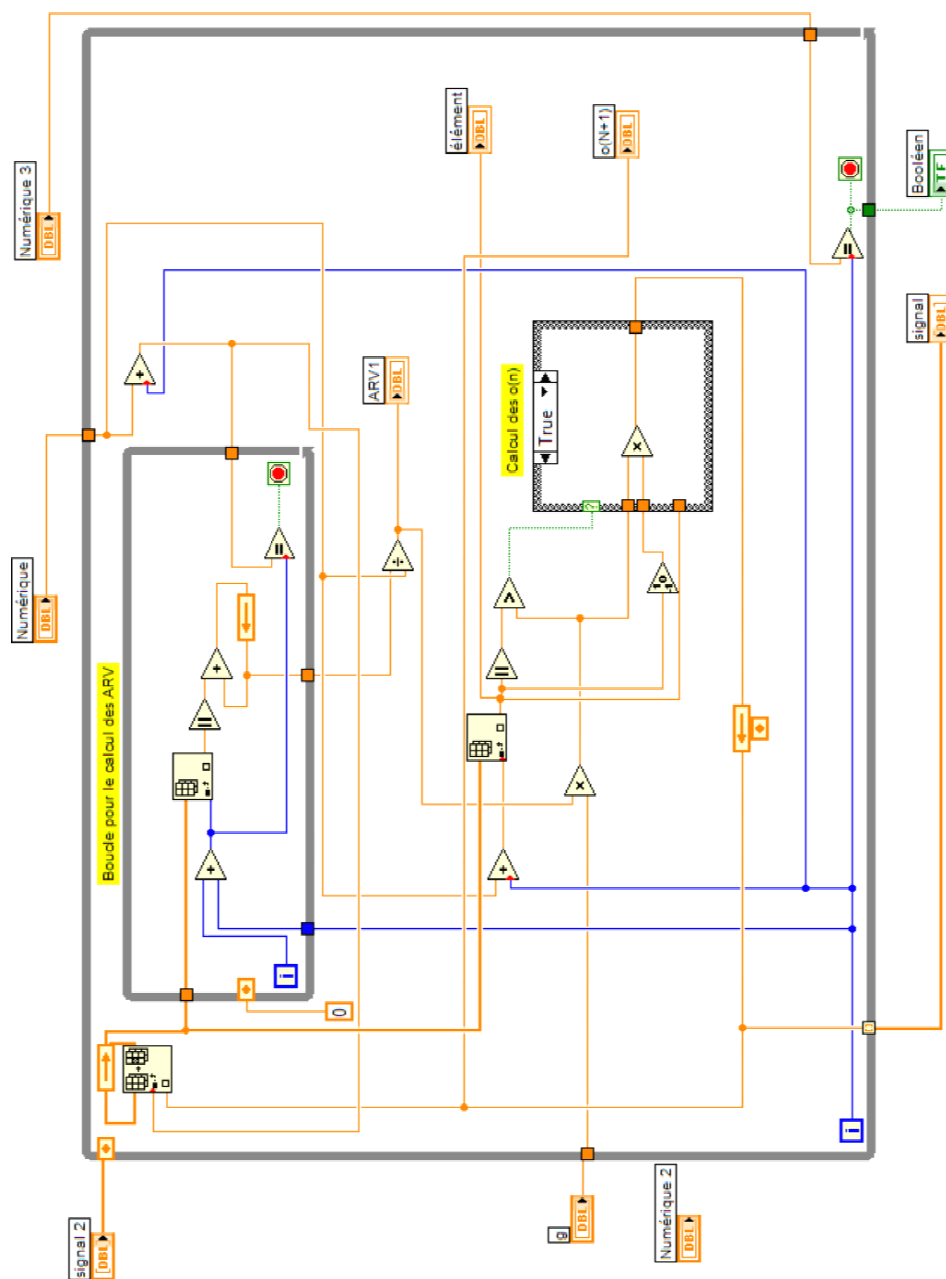 signal 2
DBL
Numérique
DBL
Numérique 3
DBL
Boucle pour le calcul des ARV
0
i
+
+
=
+
÷
ARV1
DBL
élément
DBL
o(N+1)
DBL
+
x
>
Calcul des o(n)
True
x
?
ig
DBL
Numérique 2
DBL
i
=
Booléen
TF
signal
DBL